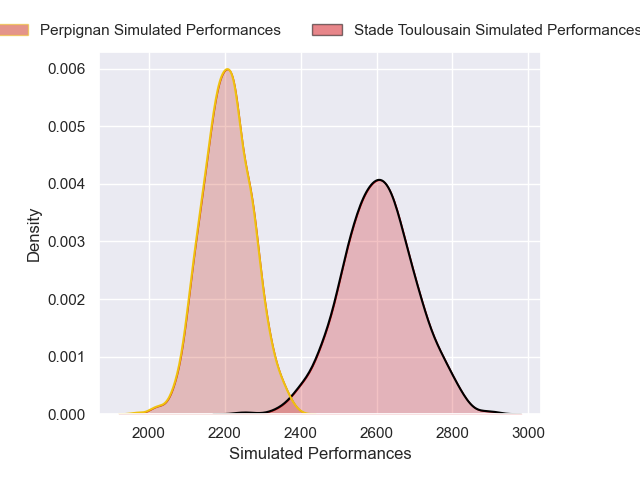 Perpignan Simulated Performances
Stade Toulousain Simulated Performances
0.006
0.005
0.004
0.003
0.002
0.001
0.000
Density
2000 2200 2400 2600 2800 3000
Simulated Performances